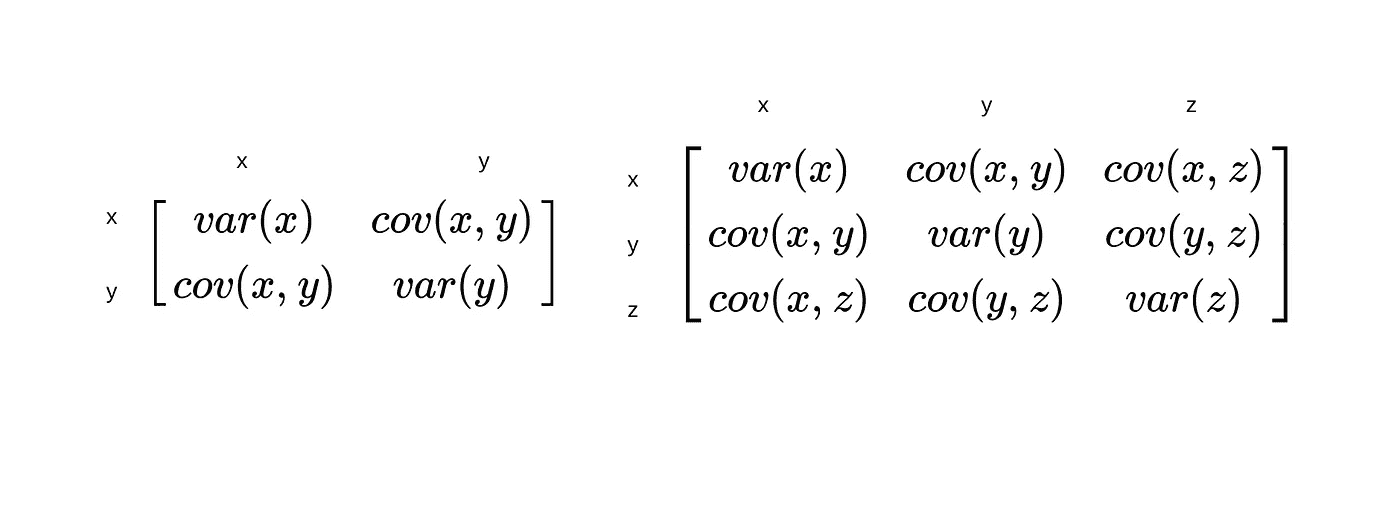 x y
x var(x) cov(x, y)
y cov(x, y) var(y)
x y z
x var(x) cov(x, y) cov(x, z)
y cov(x, y) var(y) cov(y, z)
z cov(x, z) cov(y, z) var(z)